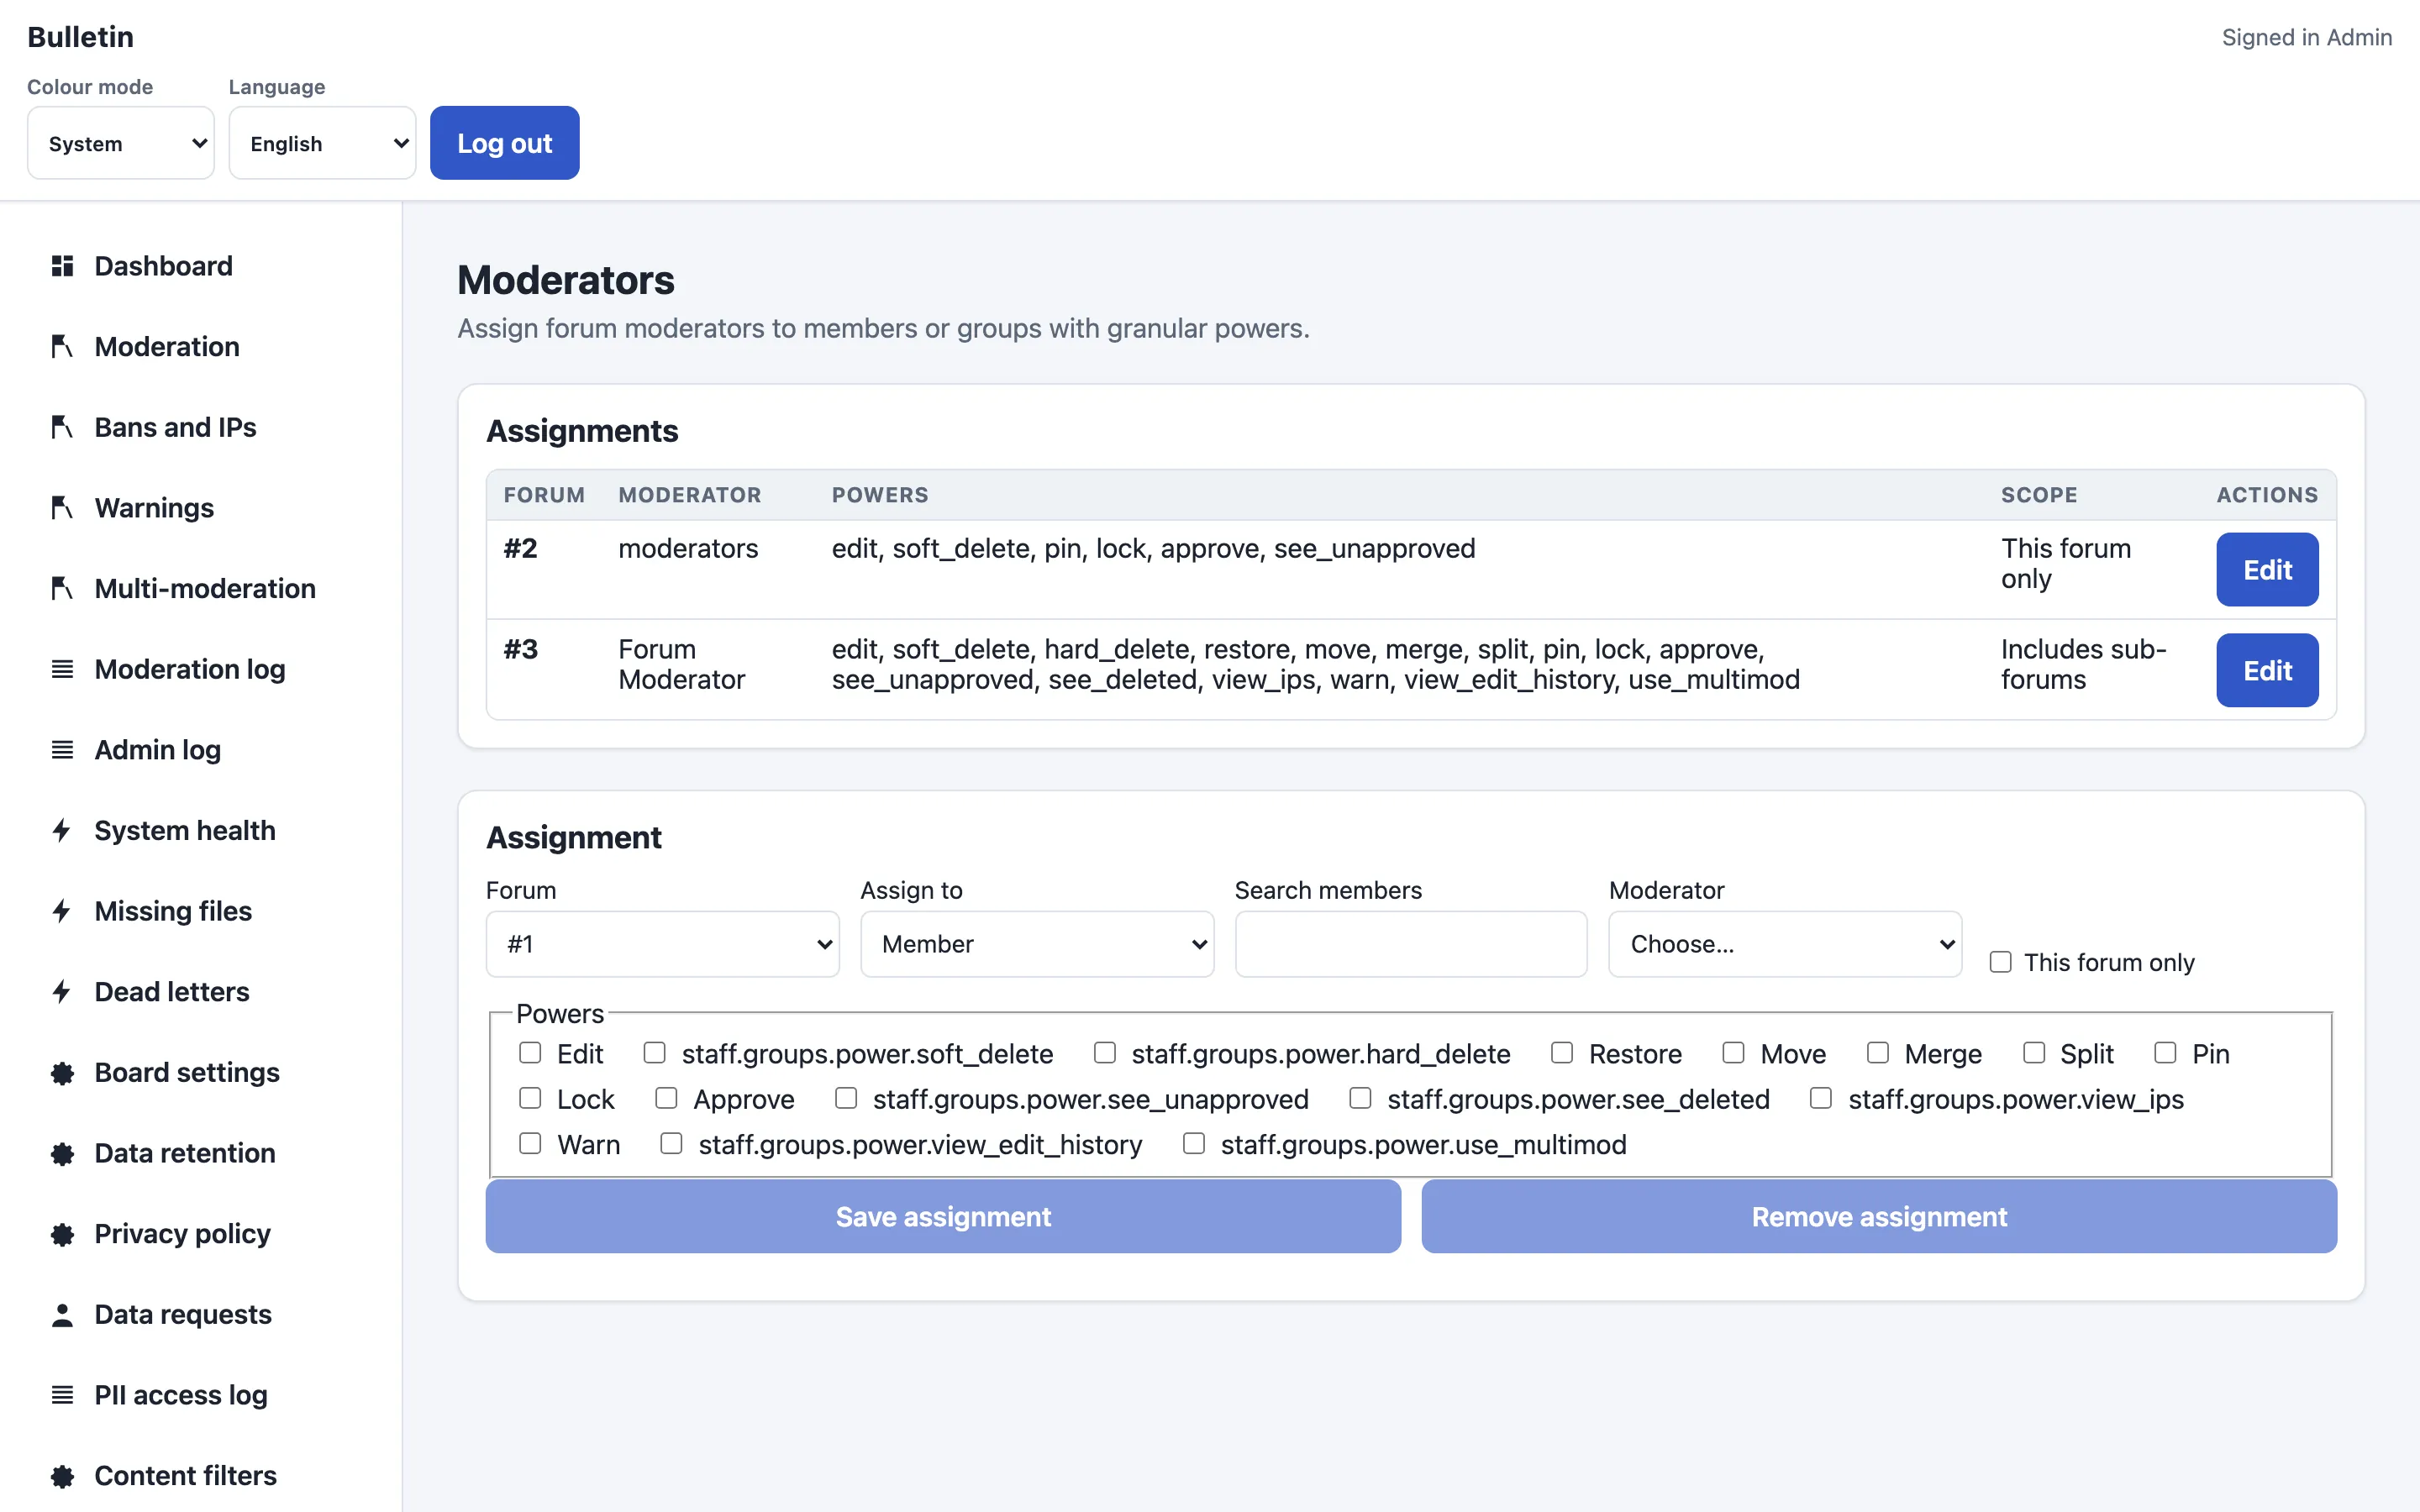 Bulletin
Signed in Admin
Colour mode
Language
System
English
Log out
Dashboard
Moderation
Bans and IPs
Warnings
Multi-moderation
Moderation log
Admin log
System health
Missing files
Dead letters
Board settings
Data retention
Privacy policy
Data requests
PII access log
Content filters
Moderators
Assign forum moderators to members or groups with granular powers.
Assignments
FORUM MODERATOR POWERS SCOPE ACTIONS
#2 moderators edit, soft_delete, pin, lock, approve, see_unapproved This forum only Edit
#3 Forum Moderator edit, soft_delete, hard_delete, restore, move, merge, split, pin, lock, approve, see_unapproved, see_deleted, view_ips, warn, view_edit_history, use_multimod Includes sub-forums Edit
Assignment
Forum
Assign to
Search members
Moderator
#1
Member
Choose...
This forum only
Powers
Edit staff.groups.power.soft_delete staff.groups.power.hard_delete Restore Move Merge Split Pin
Lock Approve staff.groups.power.see_unapproved staff.groups.power.see_deleted staff.groups.power.view_ips
Warn staff.groups.power.view_edit_history staff.groups.power.use_multimod
Save assignment
Remove assignment